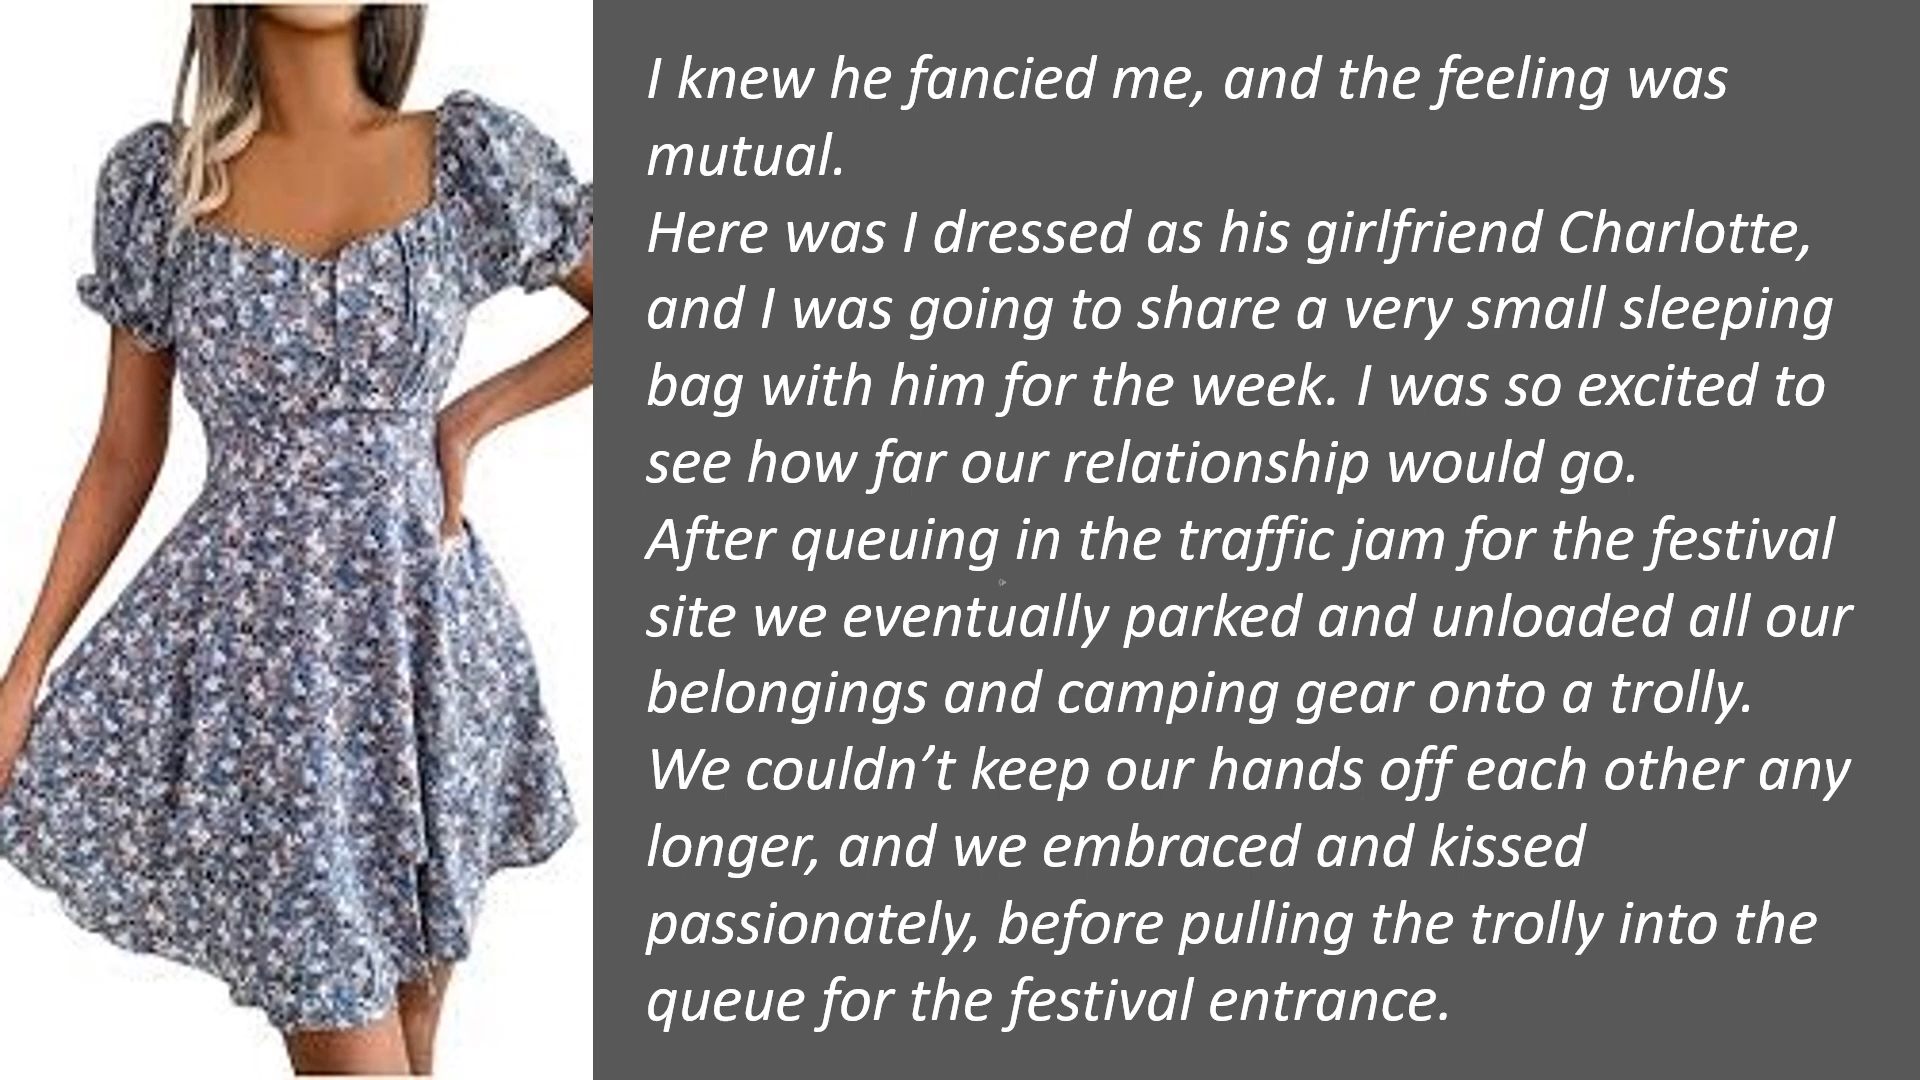 I knew he fancied me, and the feeling was
mutual.
Here was I dressed as his girlfriend Charlotte,
and I was going to share a very small sleeping
bag with him for the week. I was so excited to
see how far our relationship would go.
After queuing in the traffic jam for the festival
site we eventually parked and unloaded all our
belongings and camping gear onto a trolly.
We couldn’t keep our hands off each other any
longer, and we embraced and kissed
passionately, before pulling the trolly into the
queue for the festival entrance.